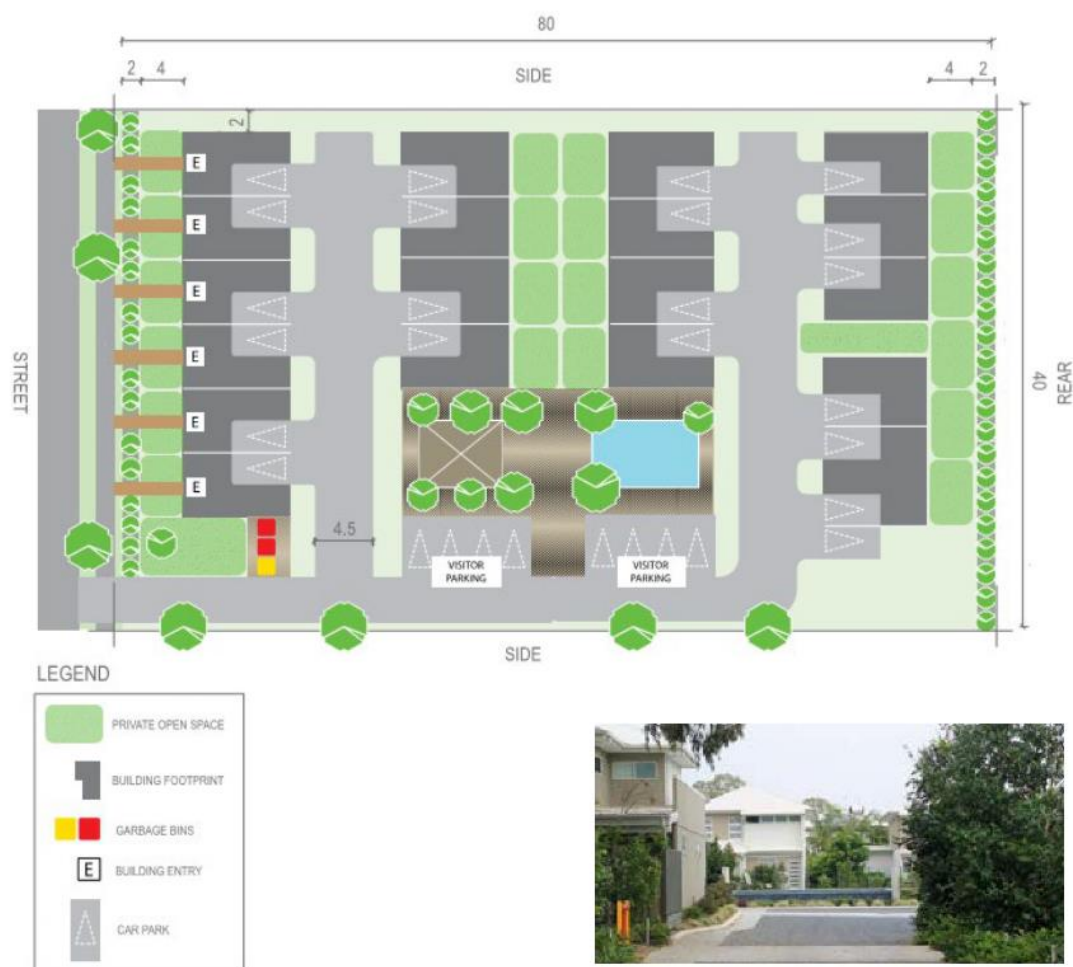 80
2 4
SIDE
4 2
2
E
E
E
E
E
E
STREET
40
REAR
4.5
VISITOR
PARKING
VISITOR
PARKING
SIDE
LEGEND
PRIVATE OPEN SPACE
BUILDING FOOTPRINT
GARBAGE BINS
E BUILDING ENTRY
CAR PARK